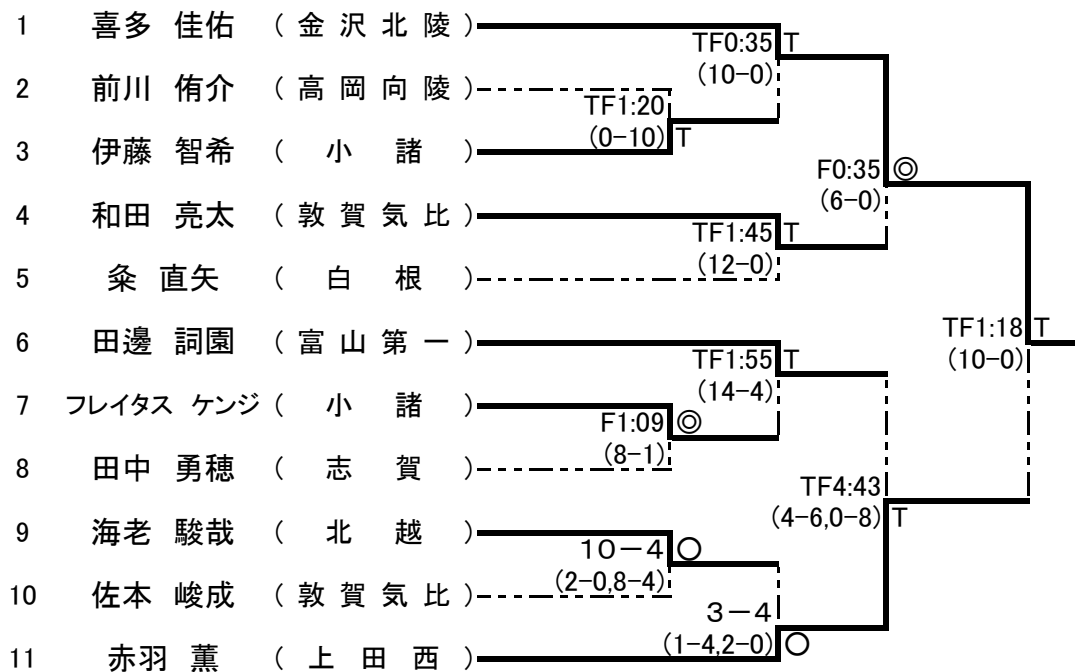 1 喜多 佳佑 ( 金 沢 北 陵 )
TF0:35 T
(10-0)
2 前川 侑介 ( 高 岡 向 陵 )
TF1:20
(0-10) T
3 伊藤 智希 ( 小 諸 )
F0:35 ◎
(6-0)
4 和田 亮太 ( 敦 賀 気 比 )
TF1:45 T
(12-0)
5 粂 直矢 ( 白 根 )
TF1:18 T
(10-0)
6 田邊 詞園 ( 富 山 第 一 )
TF1:55 T
(14-4)
7 フレイタス ケンジ ( 小 諸 )
F1:09 ◎
(8-1)
8 田中 勇穂 ( 志 賀 )
TF4:43
(4-6,0-8) T
9 海老 駿哉 ( 北 越 )
10-4 ○
(2-0,8-4)
10 佐本 峻成 ( 敦 賀 気 比 )
3-4
(1-4,2-0) ○
11 赤羽 薫 ( 上 田 西 )